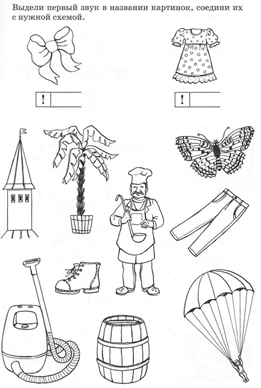 Выдели первый звук в названии картинок, соедини их
с нужной схемой.
! !